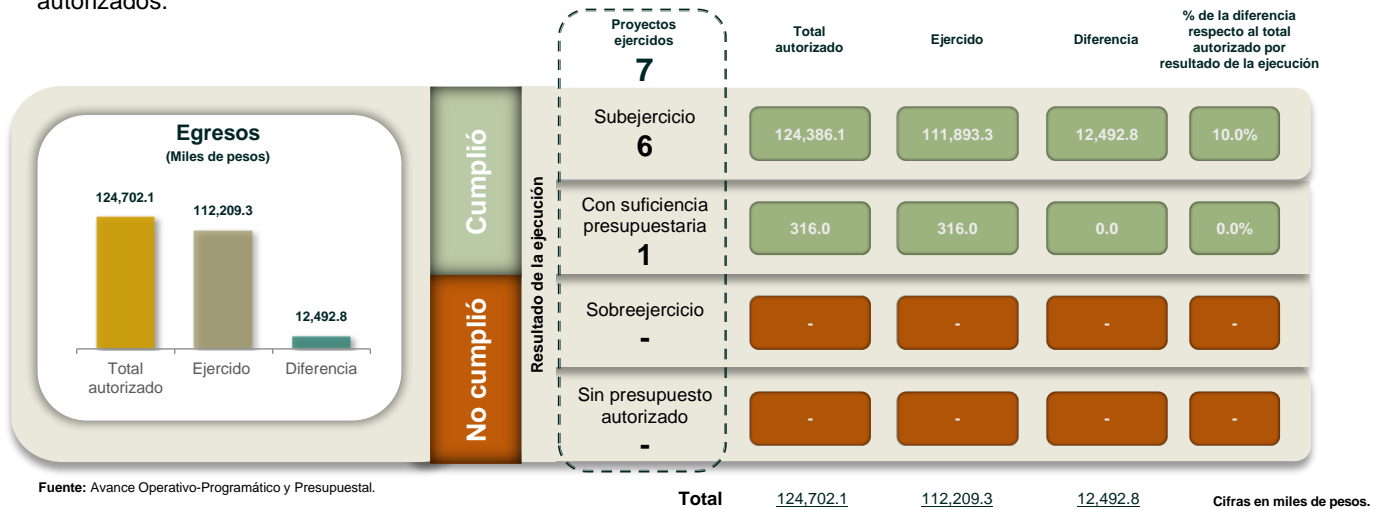 autorizados.
Proyectos
ejercidos
7
Total
autorizado
Ejercido
Diferencia
% de la diferencia
respecto al total
autorizado por
resultado de la ejecución
Egresos
(Miles de pesos)
124,702.1
112,209.3
12,492.8
Total
autorizado
Ejercido
Diferencia
Cumplió
No cumplió
Resultado de la ejecución
Subejercicio
6
124,386.1
111,893.3
12,492.8
10.0%
Con suficiencia
presupuestaria
1
316.0
316.0
0.0
0.0%
Sobreejercicio
-
-
-
-
-
Sin presupuesto
autorizado
-
-
-
-
-
Fuente: Avance Operativo-Programático y Presupuestal.
Total 124,702.1 112,209.3 12,492.8 Cifras en miles de pesos.